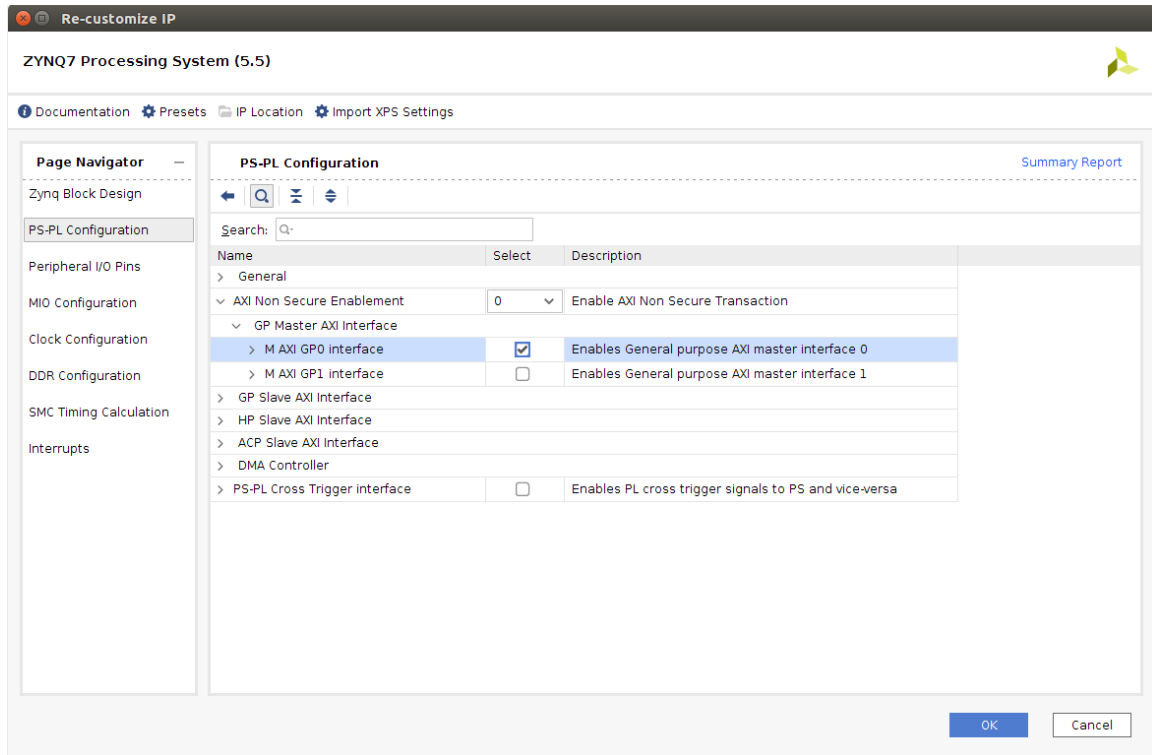 Re-customize IP
ZYNQ7 Processing System (5.5)
Documentation Presets IP Location Import XPS Settings
Page Navigator
Zynq Block Design
PS-PL Configuration
Peripheral I/O Pins
MIO Configuration
Clock Configuration
DDR Configuration
SMC Timing Calculation
Interrupts
PS-PL Configuration Summary Report
Search:
Name Select Description
General
AXI Non Secure Enablement 0 Enable AXI Non Secure Transaction
GP Master AXI Interface
M AXI GP0 interface Enables General purpose AXI master interface 0
M AXI GP1 interface Enables General purpose AXI master interface 1
GP Slave AXI Interface
HP Slave AXI Interface
ACP Slave AXI Interface
DMA Controller
PS-PL Cross Trigger interface Enables PL cross trigger signals to PS and vice-versa
OK Cancel